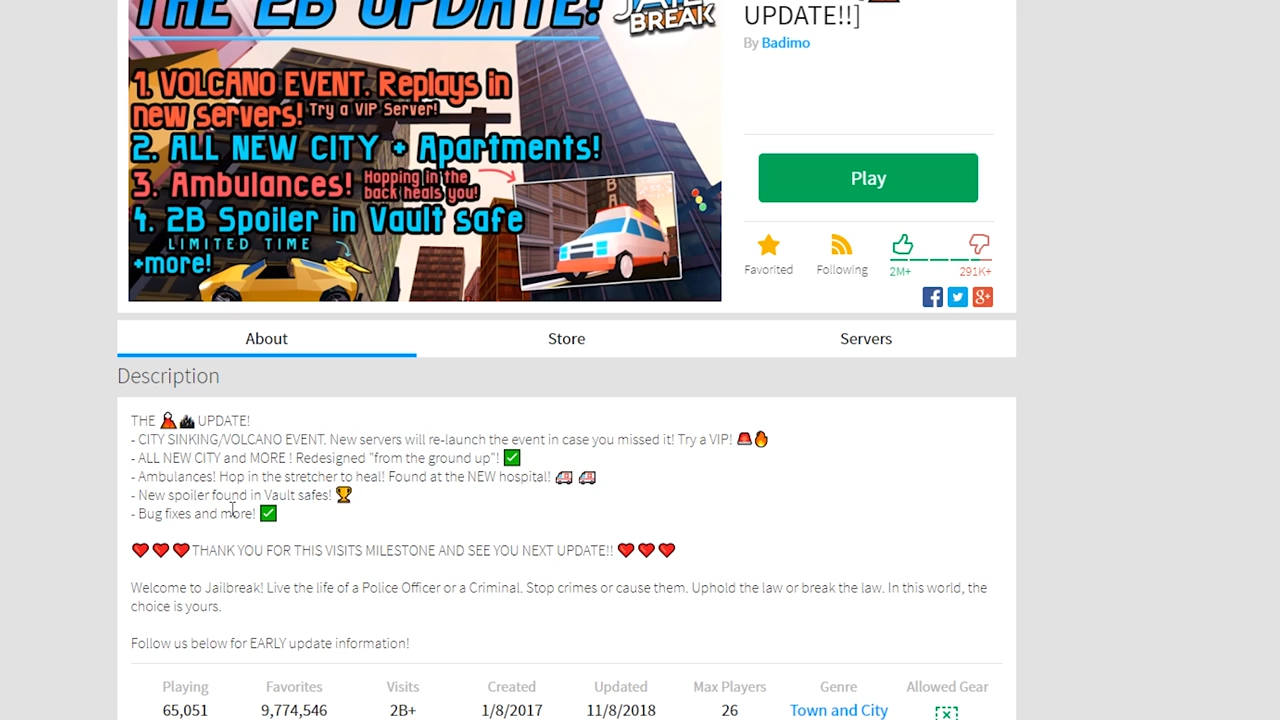 THE 2B UPDATE!
JAIL
BREAK
1. VOLCANO EVENT. Replays in
new servers! Try a VIP Server!
2. ALL NEW CITY + Apartments!
3. Ambulances! Hopping in the
back heals you!
4. 2B Spoiler in Vault safe
LIMITED TIME
+more!
BA
UPDATE!!]
By Badimo
Play
Favorited
Following
2M+
291K+
About
Store
Servers
Description
THE 🌋🌆 UPDATE!
- CITY SINKING/VOLCANO EVENT. New servers will re-launch the event in case you missed it! Try a VIP! 🚨🔥
- ALL NEW CITY and MORE ! Redesigned "from the ground up"! ✅
- Ambulances! Hop in the stretcher to heal! Found at the NEW hospital! 🚑 🚑
- New spoiler found in Vault safes! 🏆
- Bug fixes and more! ✅
❤️ ❤️ ❤️ THANK YOU FOR THIS VISITS MILESTONE AND SEE YOU NEXT UPDATE!! ❤️ ❤️ ❤️
Welcome to Jailbreak! Live the life of a Police Officer or a Criminal. Stop crimes or cause them. Uphold the law or break the law. In this world, the
choice is yours.
Follow us below for EARLY update information!
Playing Favorites Visits Created Updated Max Players Genre Allowed Gear
65,051 9,774,546 2B+ 1/8/2017 11/8/2018 26 Town and City